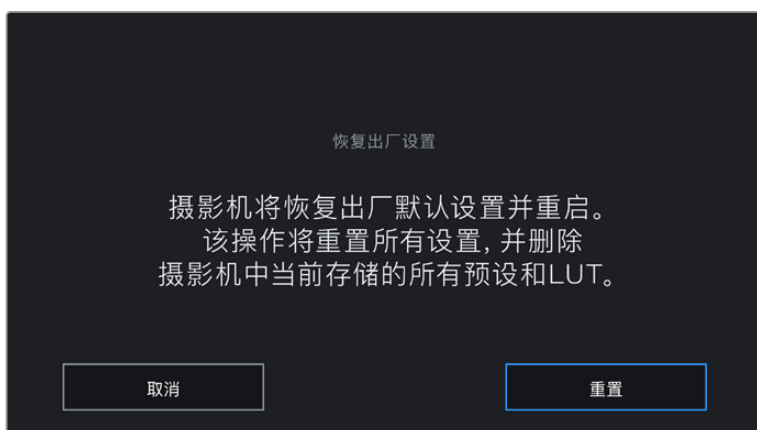 恢复出厂设置
摄影机将恢复出厂默认设置并重启。
该操作将重置所有设置,并删除
摄影机中当前存储的所有预设和LUT。
取消
重置